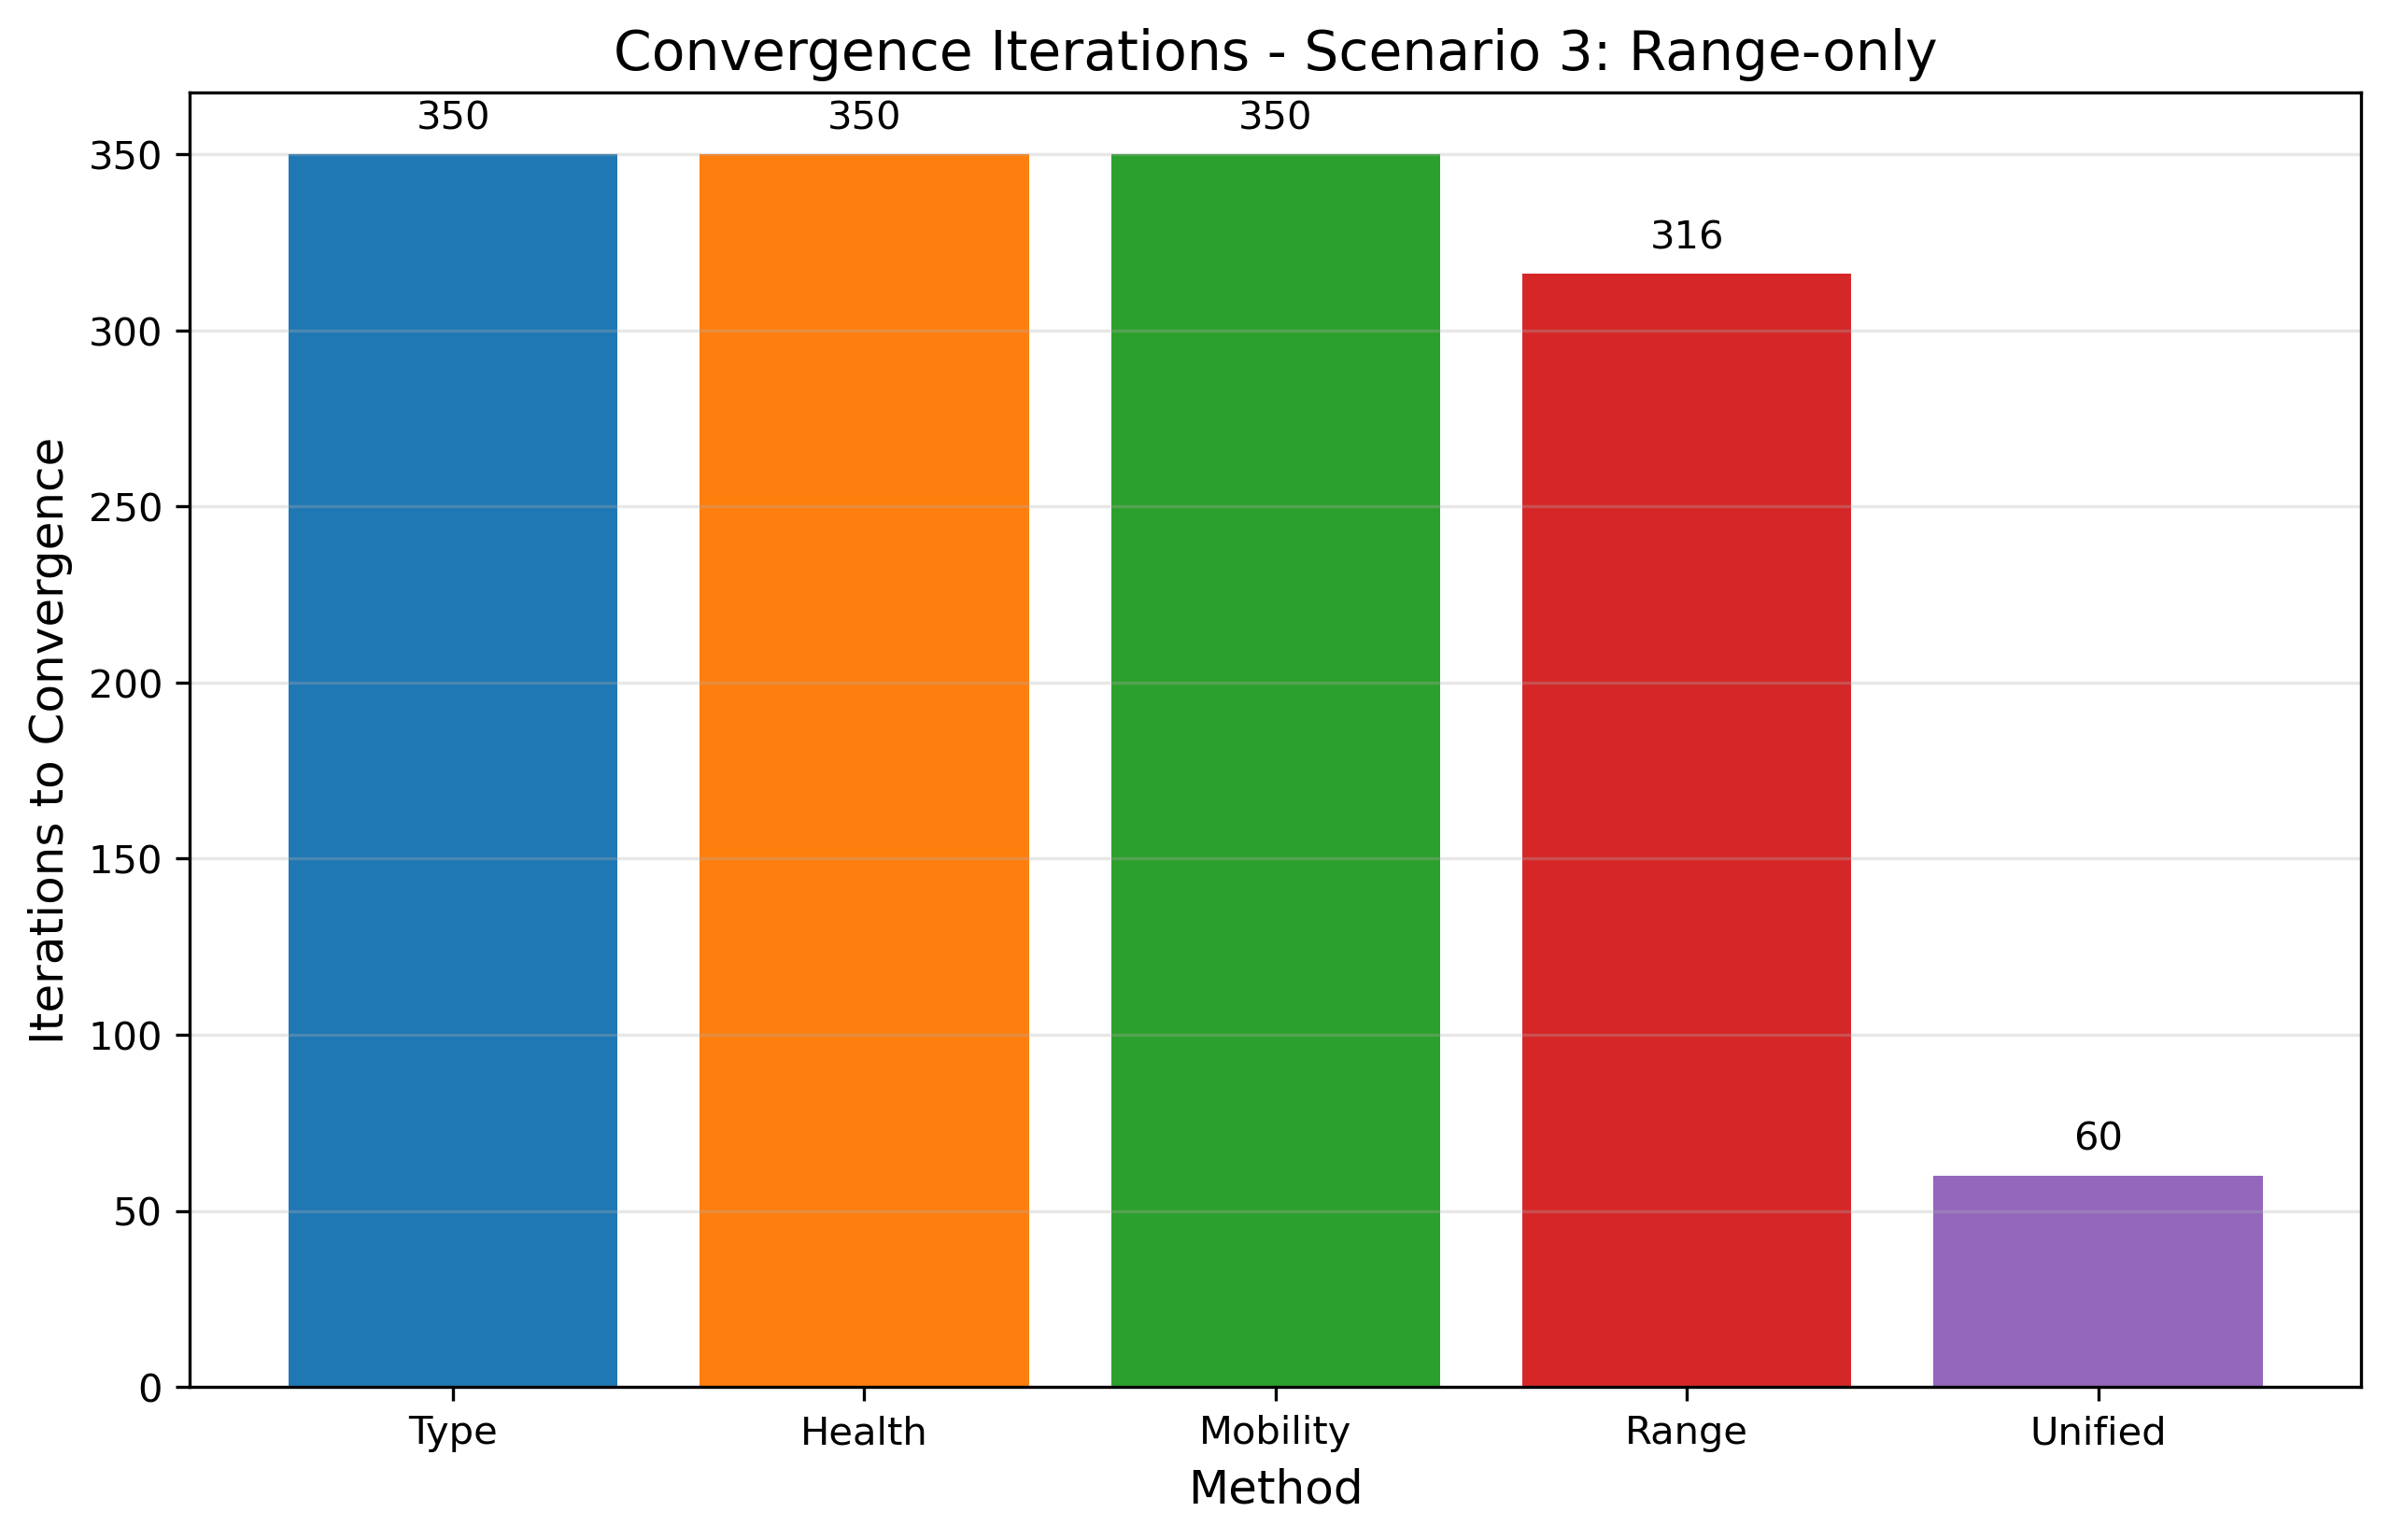 Convergence Iterations - Scenario 3: Range-only
350 350 350
350
316
300
250
200
150
100
60
50
0
Iterations to Convergence
Type Health Mobility Range Unified
Method